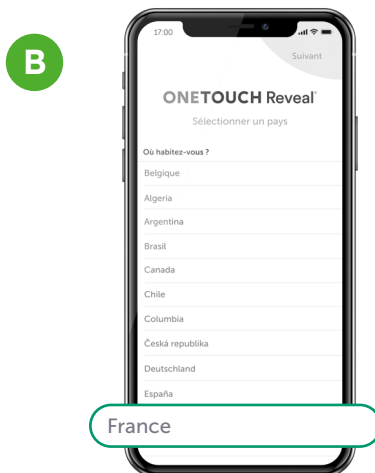 B
17:00
Suivant
ONETOUCH Reveal®
Sélectionner un pays
Où habitez-vous ?
Belgique
Algeria
Argentina
Brasil
Canada
Chile
Columbia
Česká republika
Deutschland
España
France